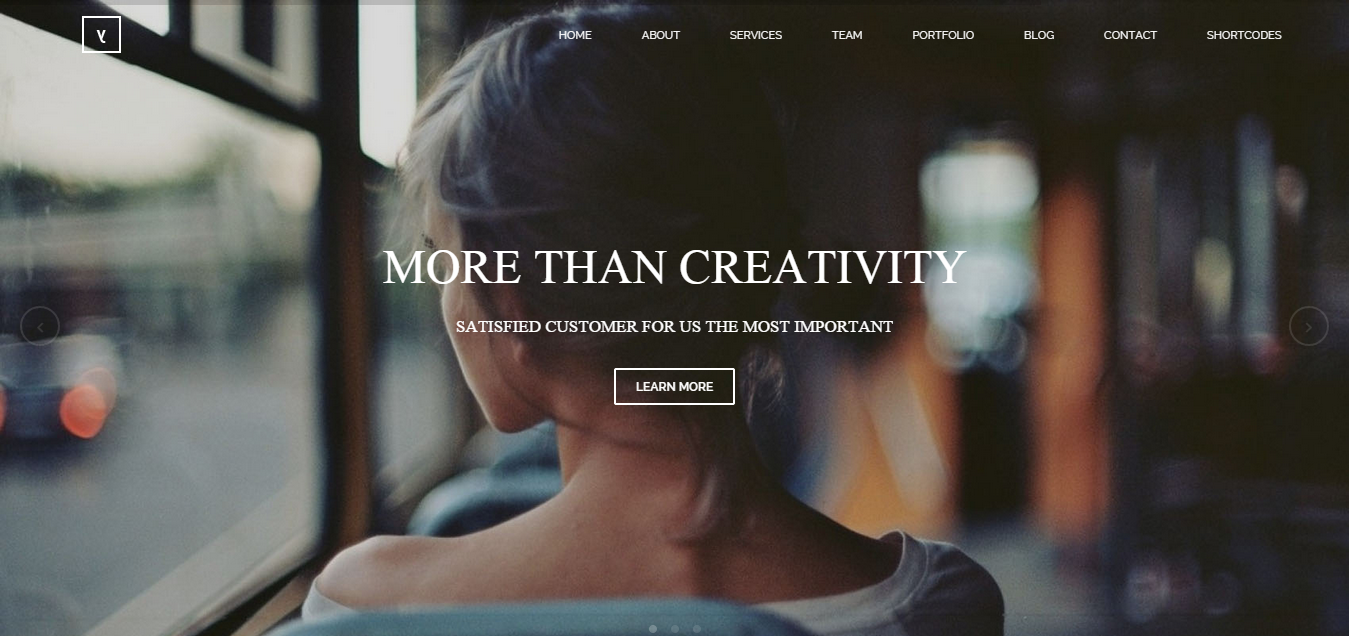 HOME ABOUT SERVICES TEAM PORTFOLIO BLOG CONTACT SHORTCODES
MORE THAN CREATIVITY
SATISFIED CUSTOMER FOR US THE MOST IMPORTANT
LEARN MORE